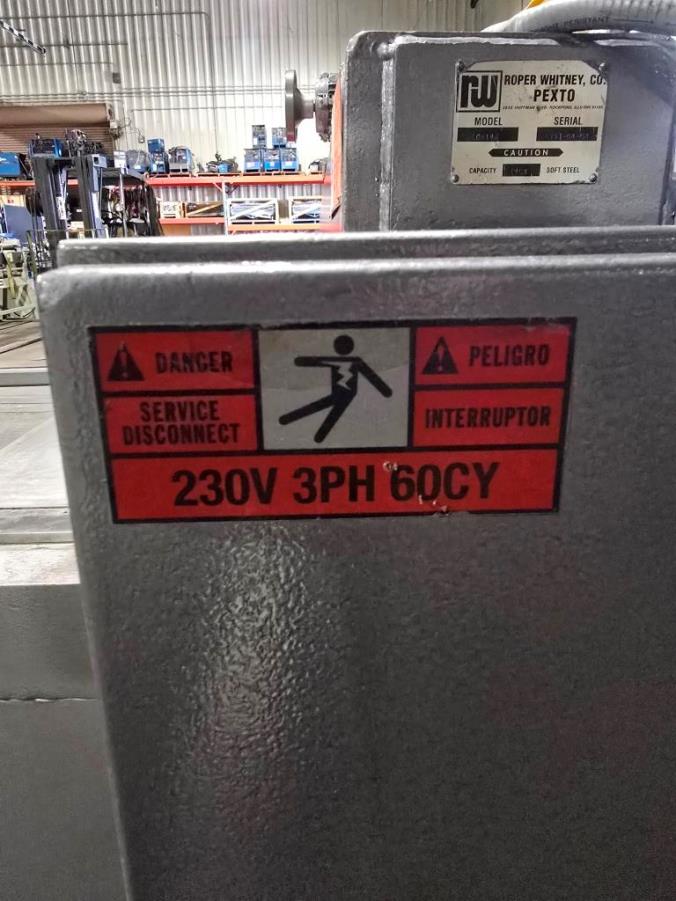 RW
ROPER WHITNEY, CO.
PEXTO
MODEL SERIAL
CAUTION
CAPACITY SOFT STEEL
DANGER
PELIGRO
SERVICE
DISCONNECT
INTERRUPTOR
230V 3PH 60CY